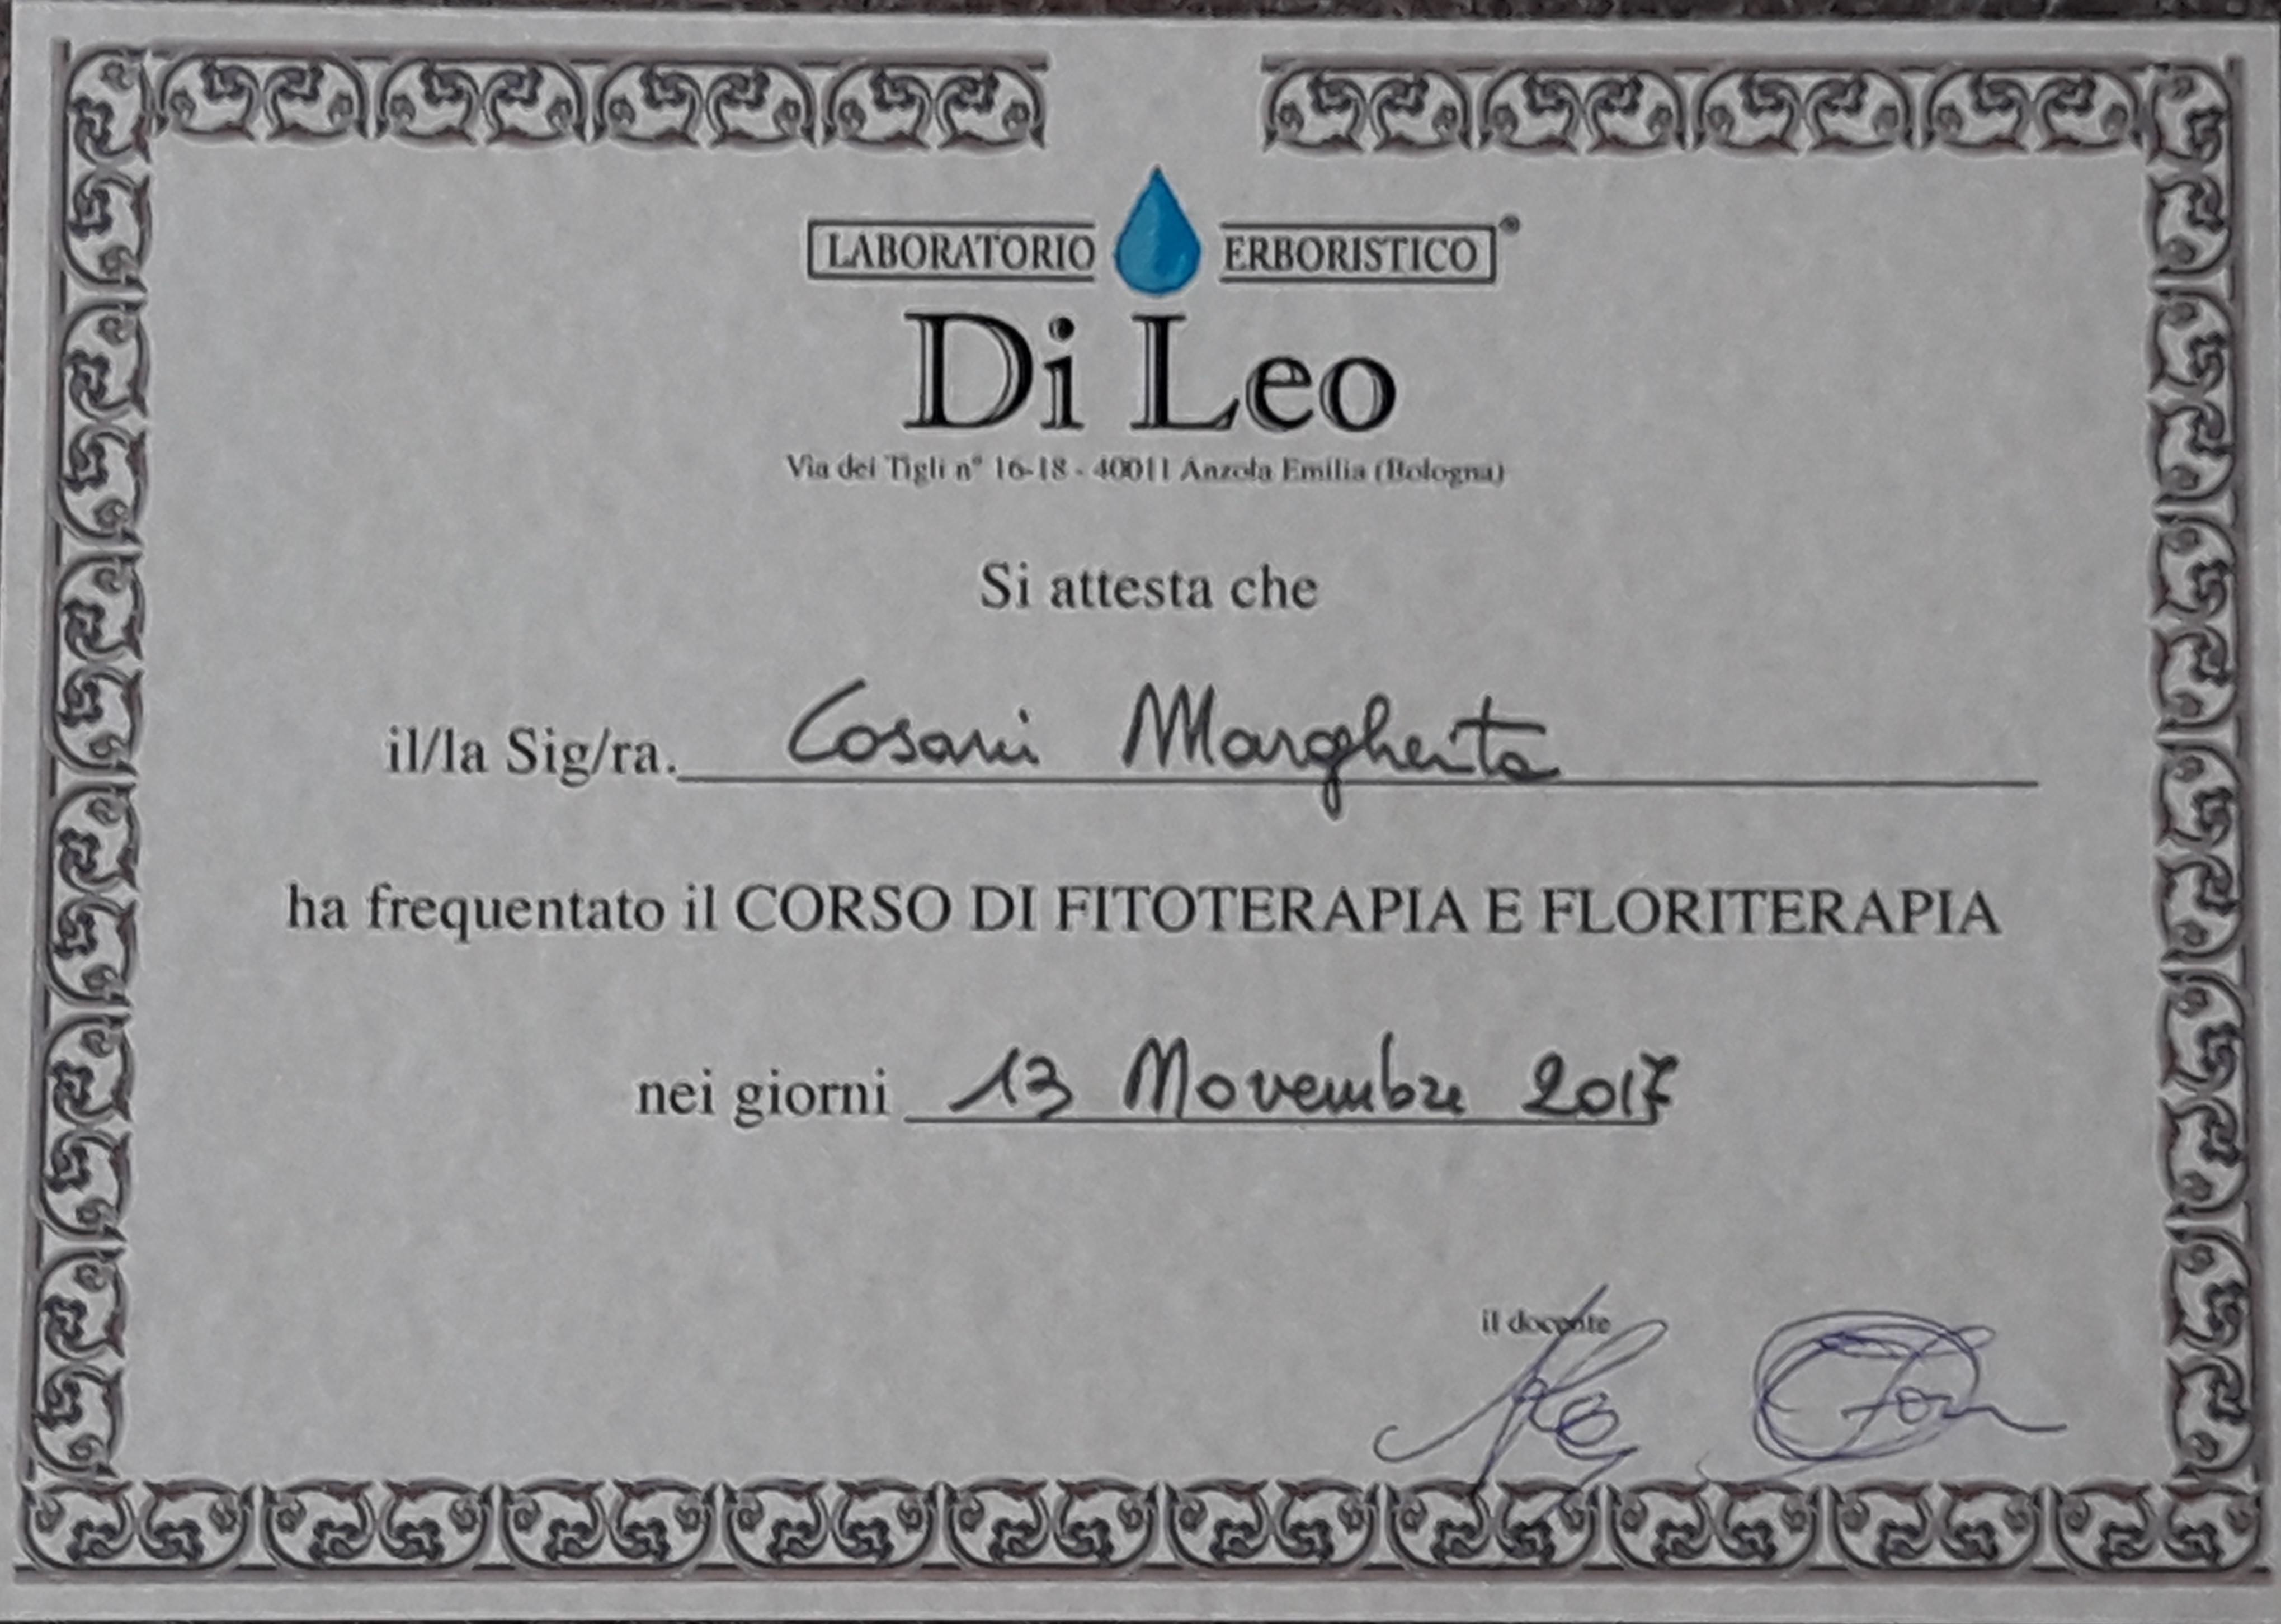 LABORATORIO ERBORISTICO®
Di Leo
Via dei Tigli n° 16-18 - 40011 Anzola Emilia (Bologna)
Si attesta che
il/la Sig/ra. Cosani Margherita
ha frequentato il CORSO DI FITOTERAPIA E FLORITERAPIA
nei giorni 13 Novembre 2017
il docente